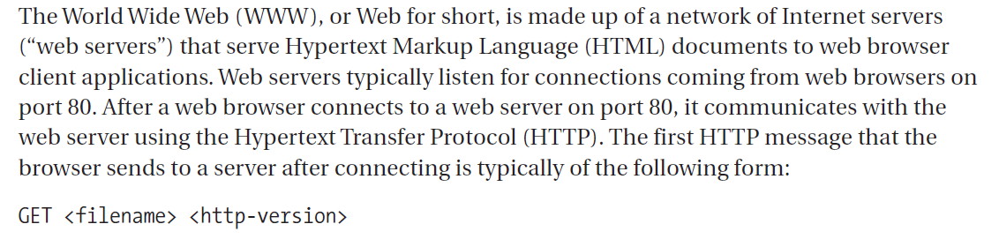 The World Wide Web (WWW), or Web for short, is made up of a network of Internet servers
(“web servers”) that serve Hypertext Markup Language (HTML) documents to web browser
client applications. Web servers typically listen for connections coming from web browsers on
port 80. After a web browser connects to a web server on port 80, it communicates with the
web server using the Hypertext Transfer Protocol (HTTP). The first HTTP message that the
browser sends to a server after connecting is typically of the following form:
GET <filename> <http-version>